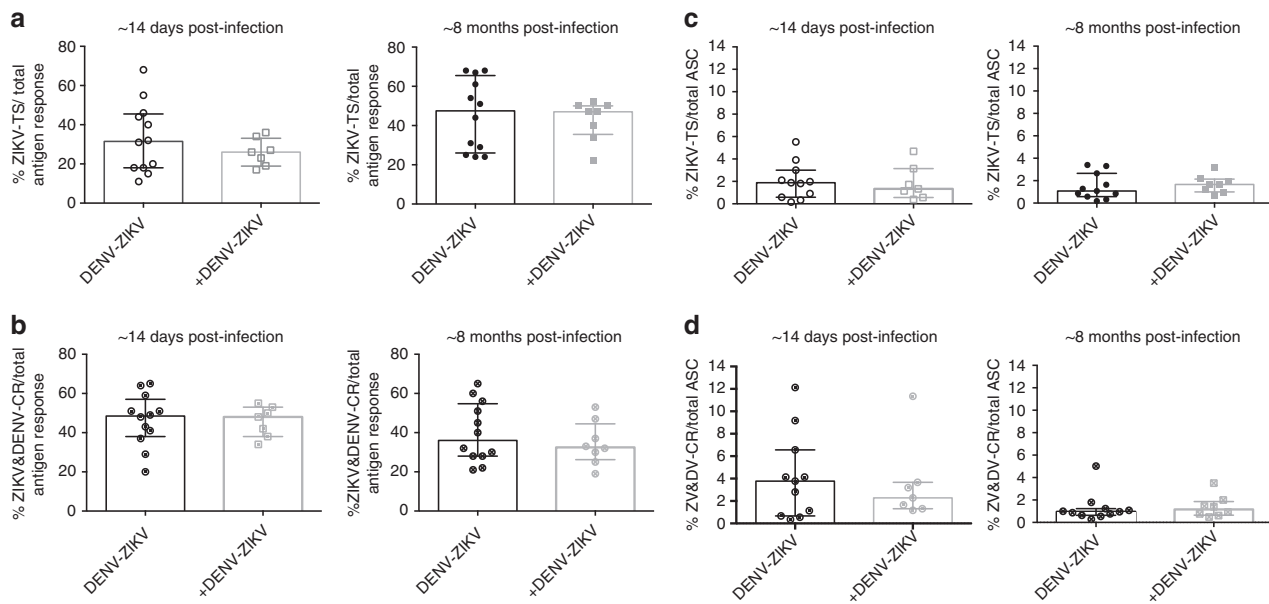 a
~14 days post-infection
% ZIKV-TS/ total
antigen response
80
60
40
20
0
DENV-ZIKV
+DENV-ZIKV
~8 months post-infection
% ZIKV-TS/total
antigen response
80
60
40
20
0
DENV-ZIKV
+DENV-ZIKV
c
~14 days post-infection
% ZIKV-TS/total ASC
14
12
10
8
6
4
2
0
DENV-ZIKV
+DENV-ZIKV
~8 months post-infection
% ZIKV-TS/total ASC
14
12
10
8
6
4
2
0
DENV-ZIKV
+DENV-ZIKV
b
~14 days post-infection
% ZIKV&DENV-CR/total
antigen response
80
60
40
20
0
DENV-ZIKV
+DENV-ZIKV
~8 months post-infection
%ZIKV&DENV-CR/total
antigen response
80
60
40
20
0
DENV-ZIKV
+DENV-ZIKV
d
~14 days post-infection
% ZV&DV-CR/total ASC
14
12
10
8
6
4
2
0
DENV-ZIKV
+DENV-ZIKV
~8 months post-infection
% ZV&DV-CR/total ASC
14
12
10
8
6
4
2
0
DENV-ZIKV
+DENV-ZIKV